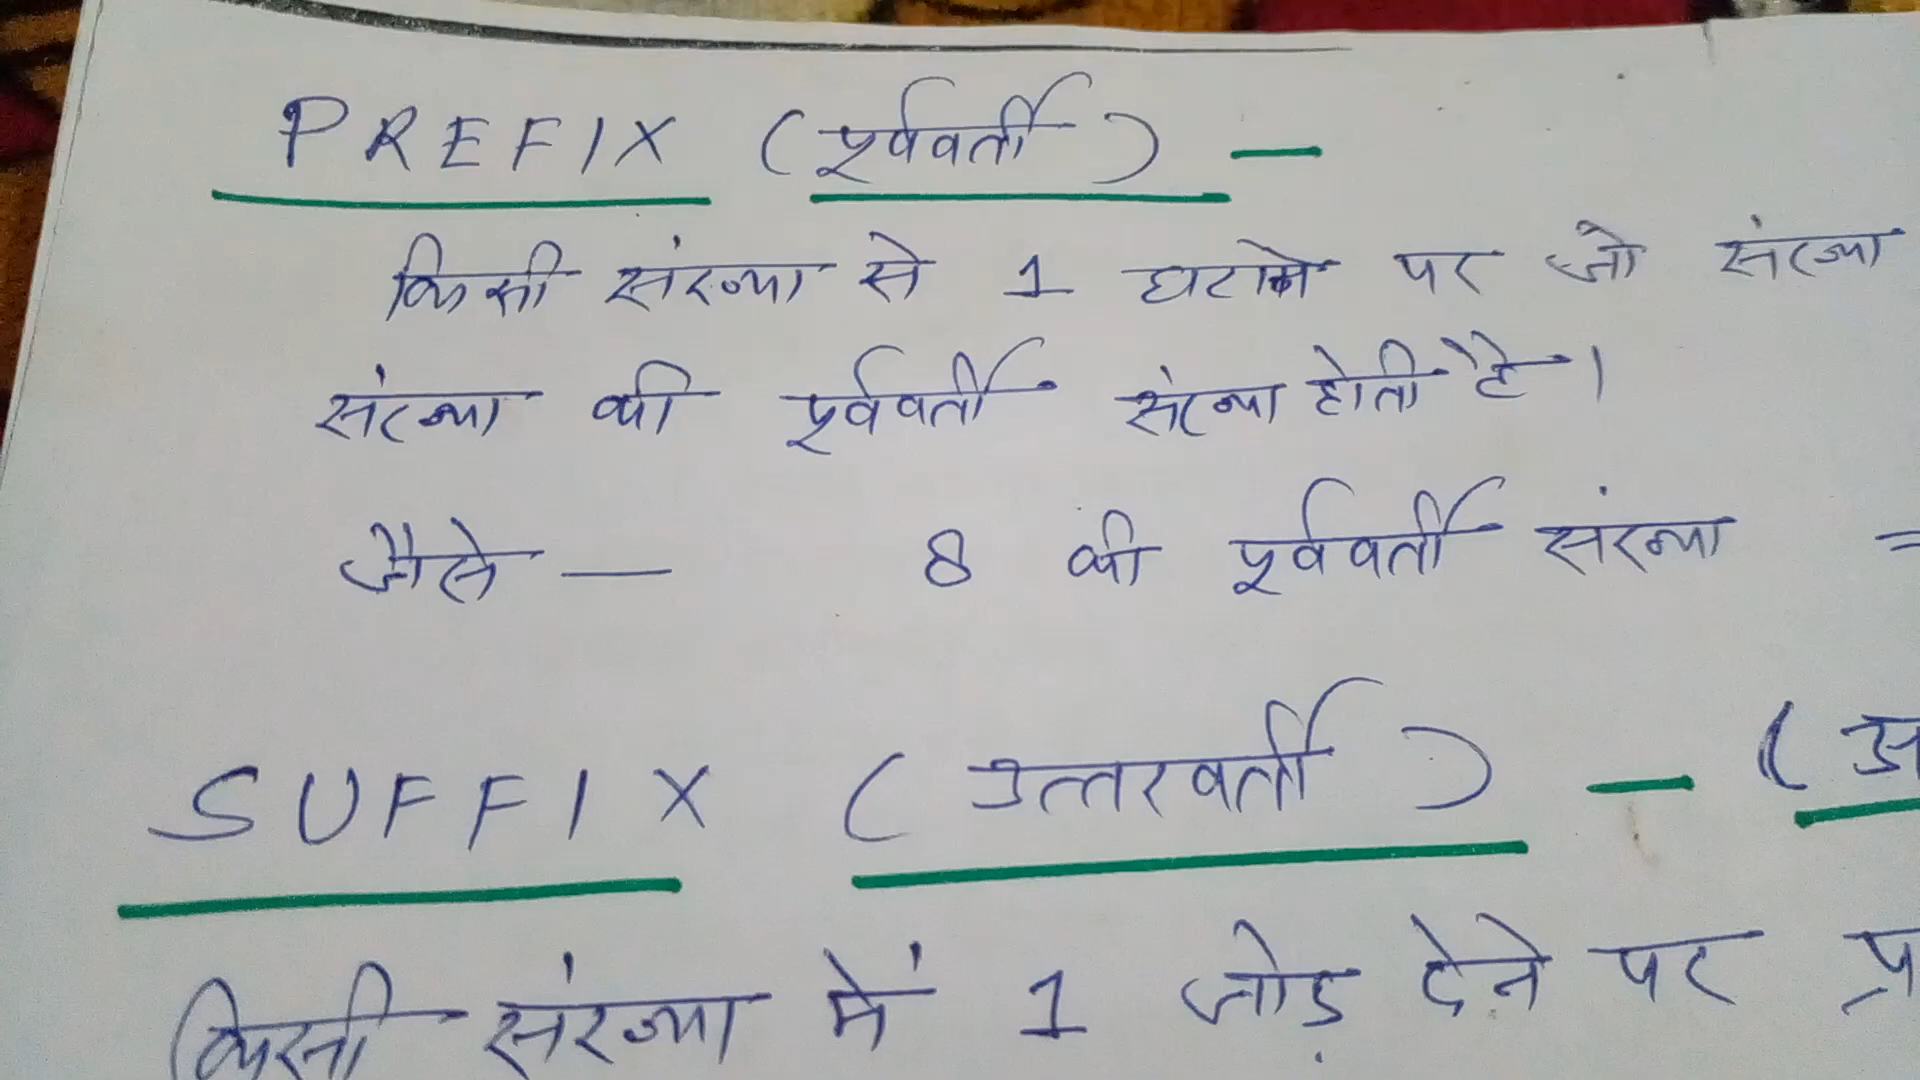 PREFIX (पूर्ववर्ती) —
किसी संख्या से 1 घटाने पर जो संख्या
संख्या की पूर्ववर्ती संख्या होती है।
जैसे — 8 की पूर्ववर्ती संख्या =
SUFFIX (उत्तरवर्ती) — (अ
किसी संख्या में 1 जोड़ देने पर प्र